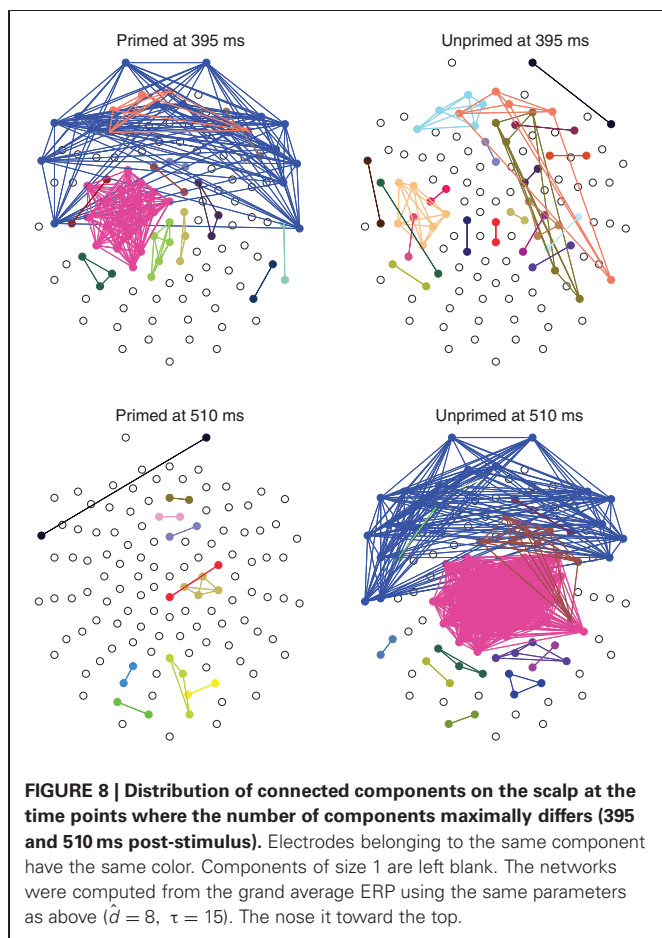 Primed at 395 ms
Unprimed at 395 ms
Primed at 510 ms
Unprimed at 510 ms
FIGURE 8 | Distribution of connected components on the scalp at the
time points where the number of components maximally differs (395
and 510 ms post-stimulus). Electrodes belonging to the same component
have the same color. Components of size 1 are left blank. The networks
were computed from the grand average ERP using the same parameters
as above (d̂ = 8, τ = 15). The nose it toward the top.